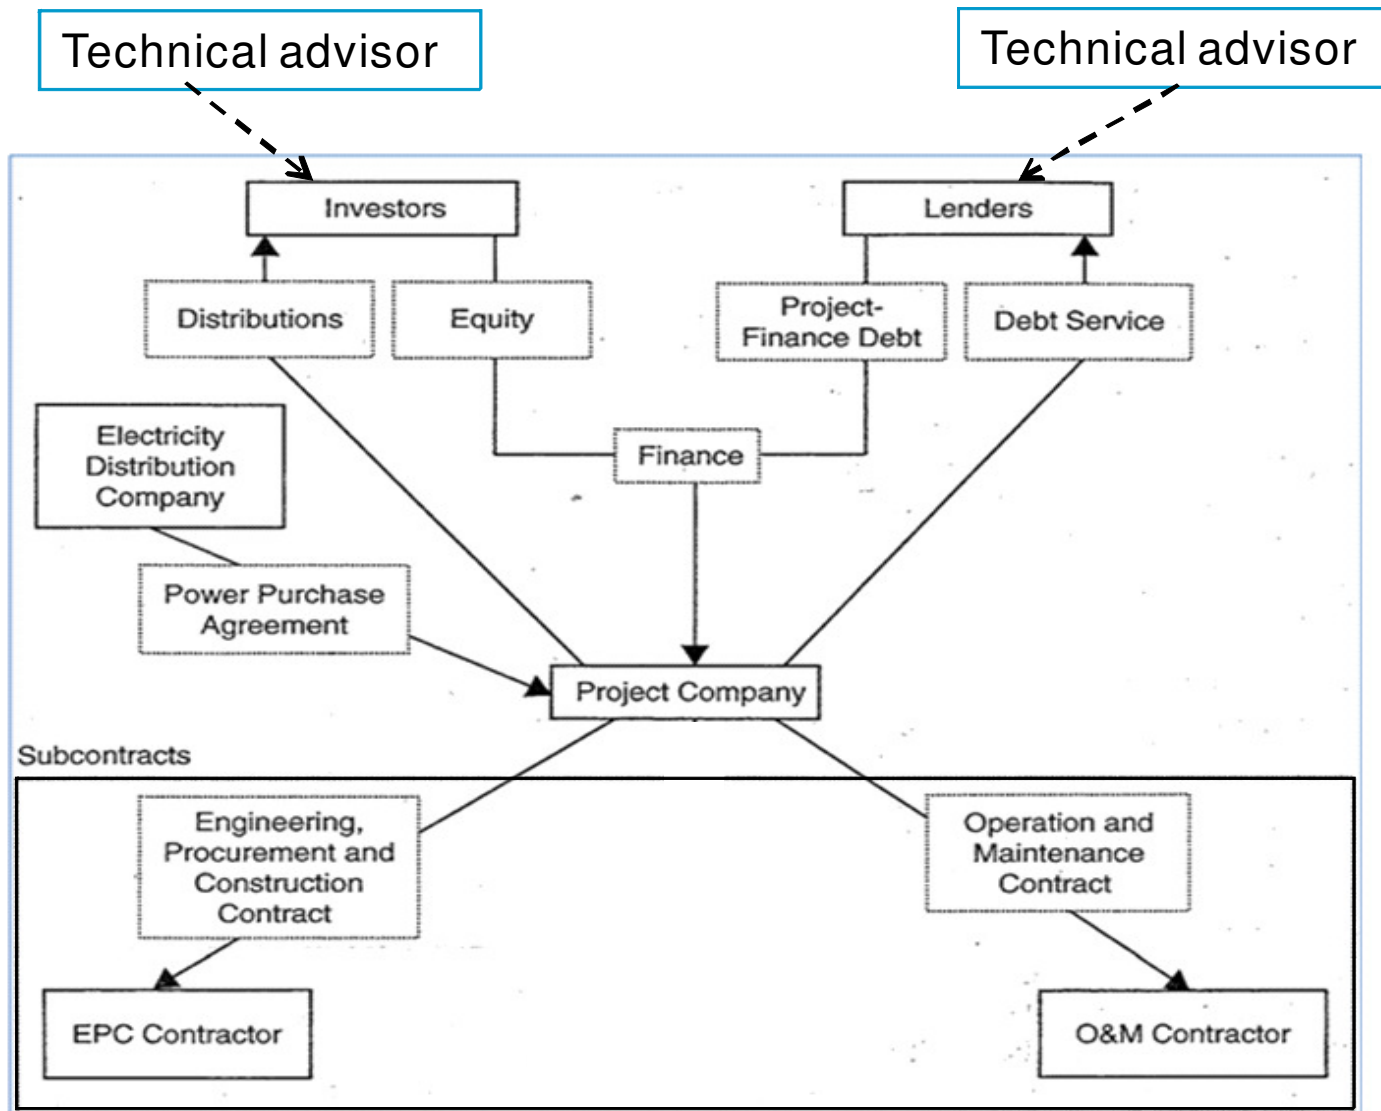 Technical advisor
Technical advisor
Investors
Lenders
Distributions
Equity
Project-
Finance Debt
Debt Service
Electricity
Distribution
Company
Finance
Power Purchase
Agreement
Project Company
Subcontracts
Engineering,
Procurement and
Construction
Contract
Operation and
Maintenance
Contract
EPC Contractor
O&M Contractor